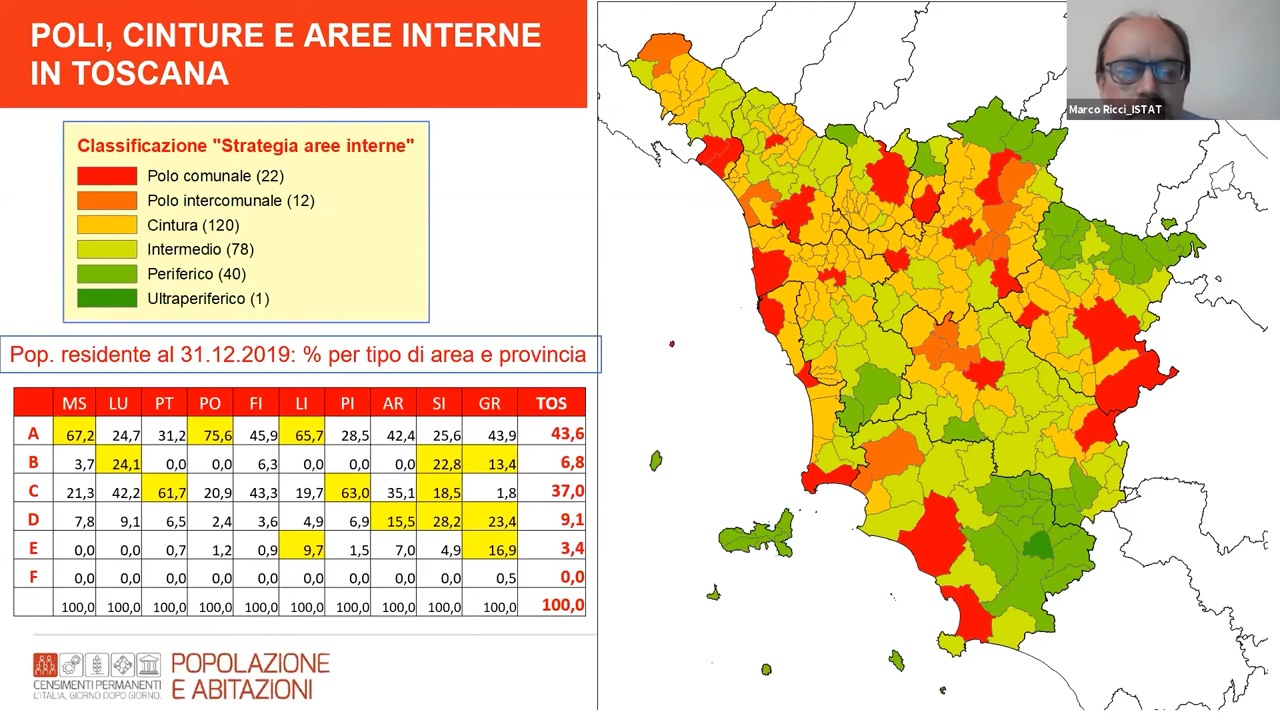 POLI, CINTURE E AREE INTERNE
IN TOSCANA
Marco Ricci_ISTAT
Classificazione "Strategia aree interne"
Polo comunale (22)
Polo intercomunale (12)
Cintura (120)
Intermedio (78)
Periferico (40)
Ultraperiferico (1)
Pop. residente al 31.12.2019: % per tipo di area e provincia
MS LU PT PO FI LI PI AR SI GR TOS
A 67,2 24,7 31,2 75,6 45,9 65,7 28,5 42,4 25,6 43,9 43,6
B 3,7 24,1 0,0 0,0 6,3 0,0 0,0 0,0 22,8 13,4 6,8
C 21,3 42,2 61,7 20,9 43,3 19,7 63,0 35,1 18,5 1,8 37,0
D 7,8 9,1 6,5 2,4 3,6 4,9 6,9 15,5 28,2 23,4 9,1
E 0,0 0,0 0,7 1,2 0,9 9,7 1,5 7,0 4,9 16,9 3,4
F 0,0 0,0 0,0 0,0 0,0 0,0 0,0 0,0 0,0 0,5 0,0
100,0 100,0 100,0 100,0 100,0 100,0 100,0 100,0 100,0 100,0 100,0
CENSIMENTI PERMANENTI
L'ITALIA, GIORNO DOPO GIORNO.
POPOLAZIONE
E ABITAZIONI